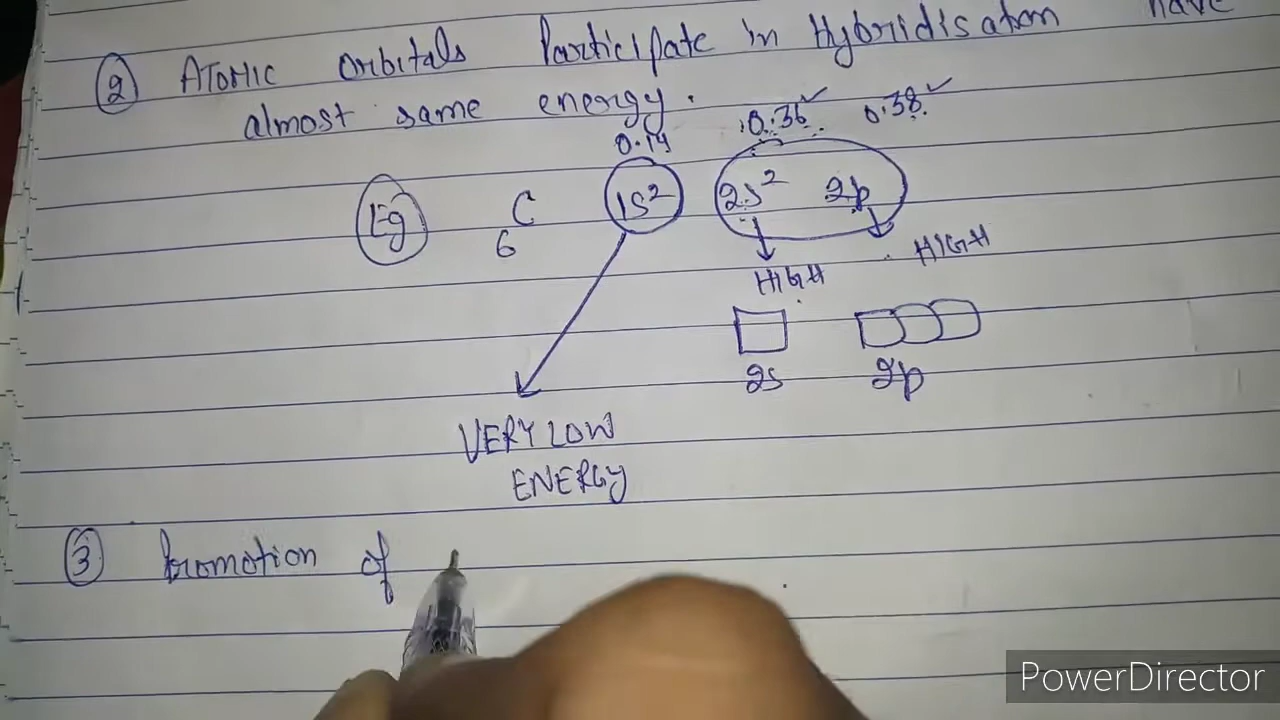 ② Atomic orbitals Participate in Hybridisation have
almost same energy.
0.14 0.36 ✓ 0.38 ✓
Eg 6C 1s² 2s² 2p
HIGH HIGH
2s 2p
VERY LOW
ENERGY
③ Promotion of
PowerDirector